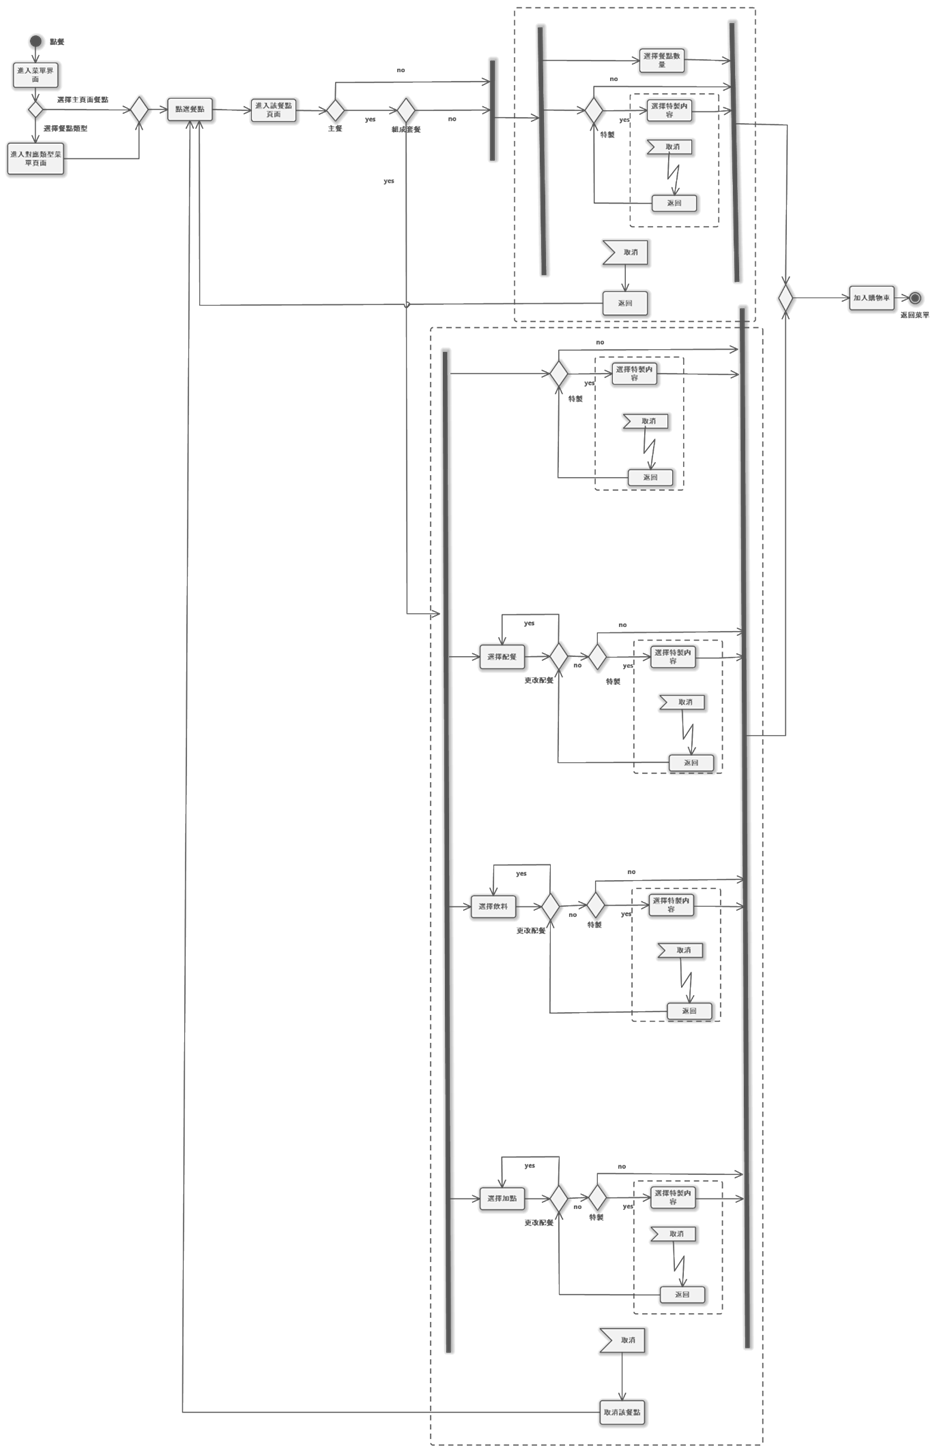 點餐
進入菜單界
面
選擇主頁面餐點
選擇餐點類型
進入對應類型菜
單頁面
點選餐點
進入該餐點
頁面
主餐
no
yes
組成套餐
no
yes
選擇餐點數
量
no
特製
yes
選擇特製內
容
取消
返回
取消
返回
加入購物車
返回菜單
no
yes
特製
選擇特製內
容
取消
返回
yes
選擇配餐
更改配餐
no
no
特製
yes
選擇特製內
容
取消
返回
yes
選擇飲料
更改配餐
no
no
特製
yes
選擇特製內
容
取消
返回
yes
選擇加點
更改配餐
no
no
特製
yes
選擇特製內
容
取消
返回
取消
取消該餐點